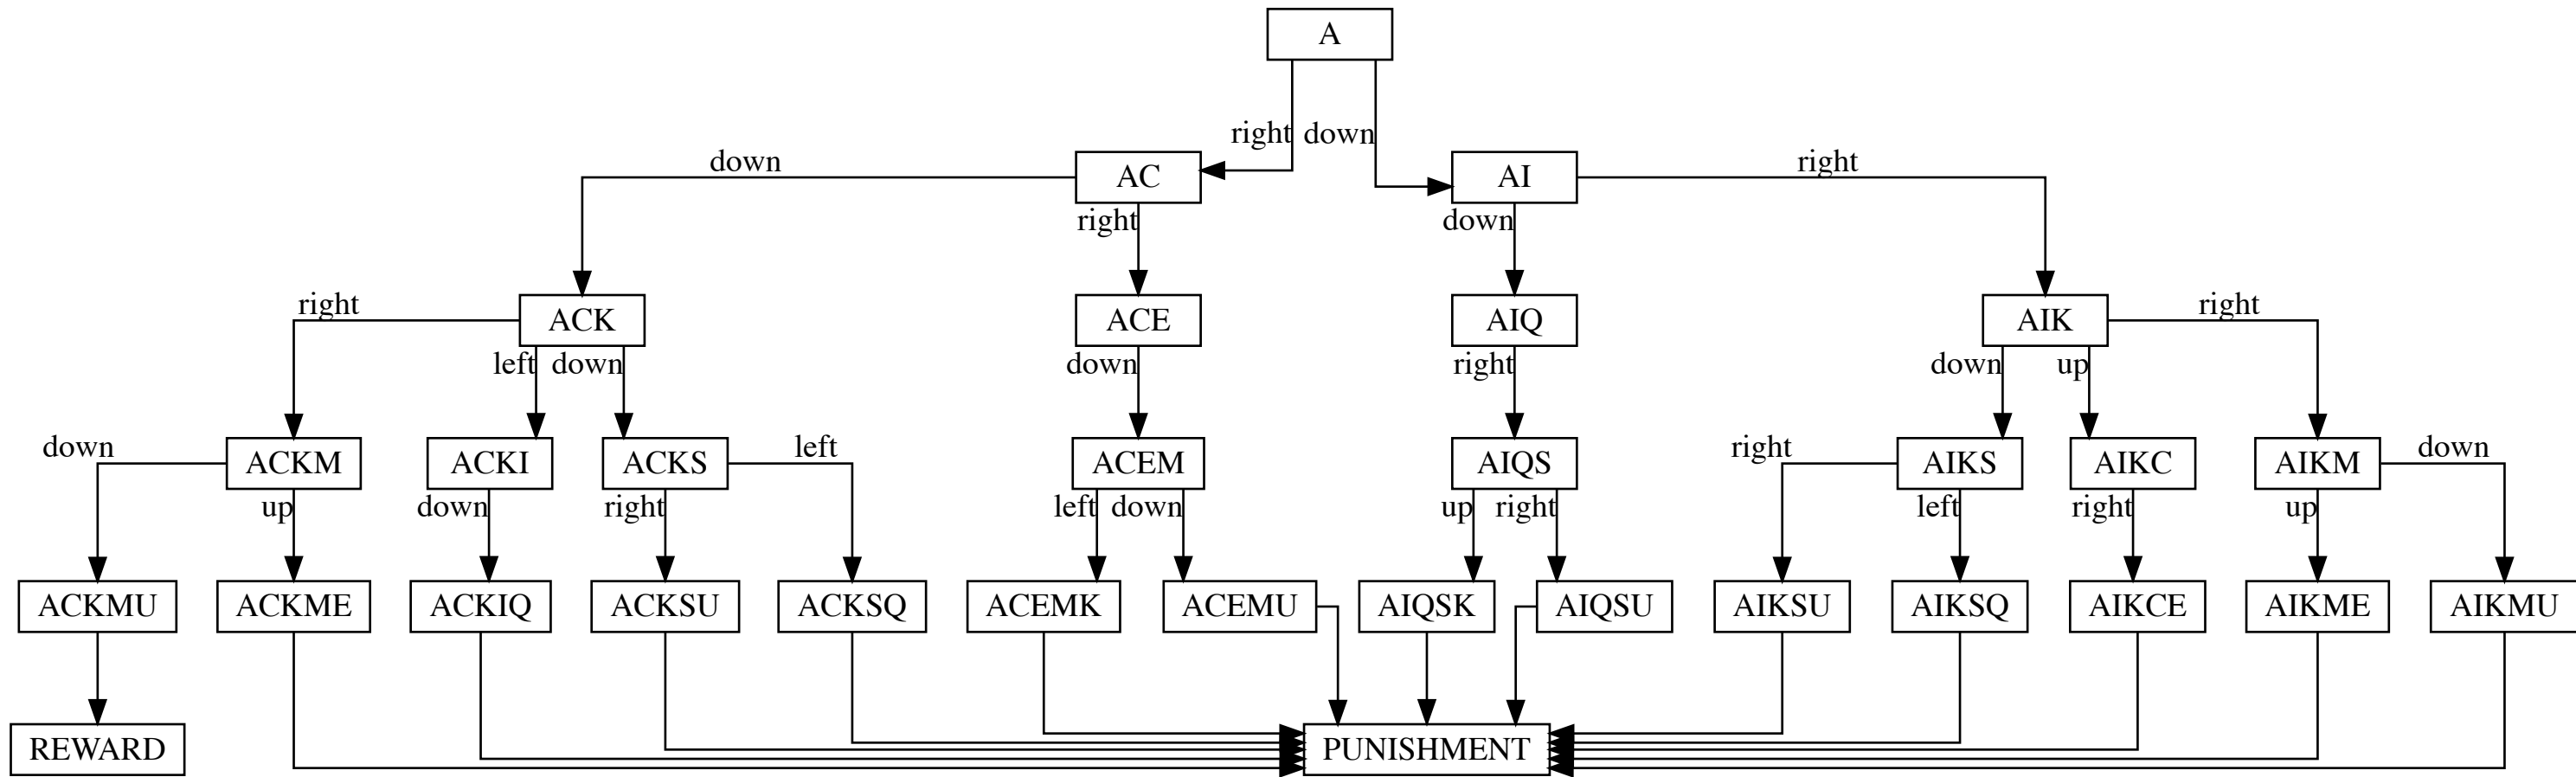 A
right down
down AC AI right
right down
right ACK ACE AIQ AIK right
left down down right down up
down ACKM ACKI ACKS left ACEM AIQS right AIKS AIKC AIKM down
up down right left down up right left right up
ACKMU ACKME ACKIQ ACKSU ACKSQ ACEMK ACEMU AIQSK AIQSU AIKSU AIKSQ AIKCE AIKME AIKMU
REWARD PUNISHMENT